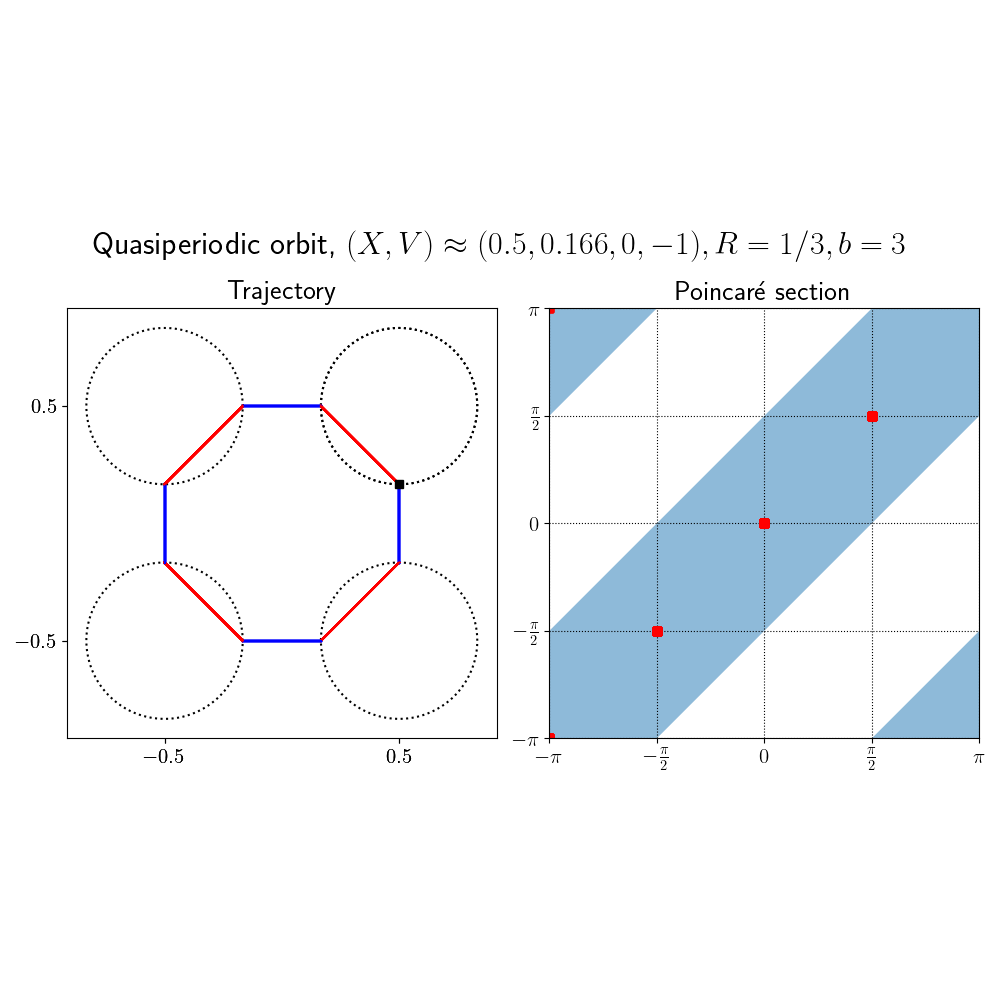 Quasiperiodic orbit, (X, V) ≈ (0.5, 0.166, 0, −1), R = 1/3, b = 3
Trajectory
0.5
−0.5
−0.5
0.5
Poincaré section
π
π/2
0
−π/2
−π
−π
−π/2
0
π/2
π